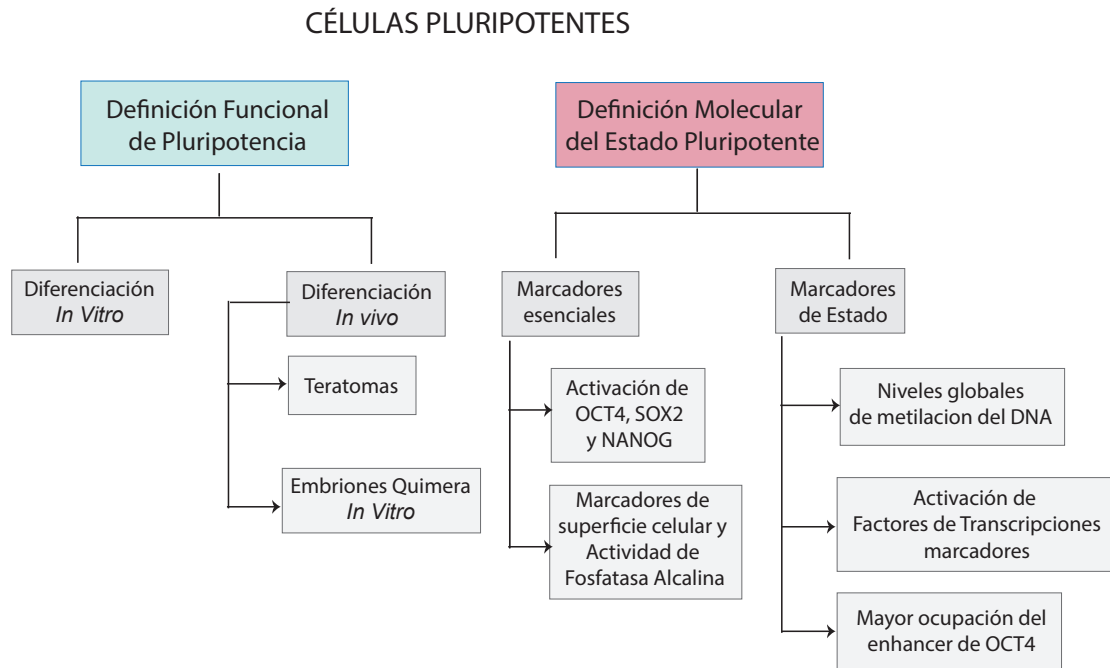 CÉLULAS PLURIPOTENTES
Definición Funcional
de Pluripotencia
Definición Molecular
del Estado Pluripotente
Diferenciación
In Vitro
Diferenciación
In vivo
Teratomas
Embriones Quimera
In Vitro
Marcadores
esenciales
Activación de
OCT4, SOX2
y NANOG
Marcadores de
superficie celular y
Actividad de
Fosfatasa Alcalina
Marcadores
de Estado
Niveles globales
de metilacion del DNA
Activación de
Factores de Transcripciones
marcadores
Mayor ocupación del
enhancer de OCT4